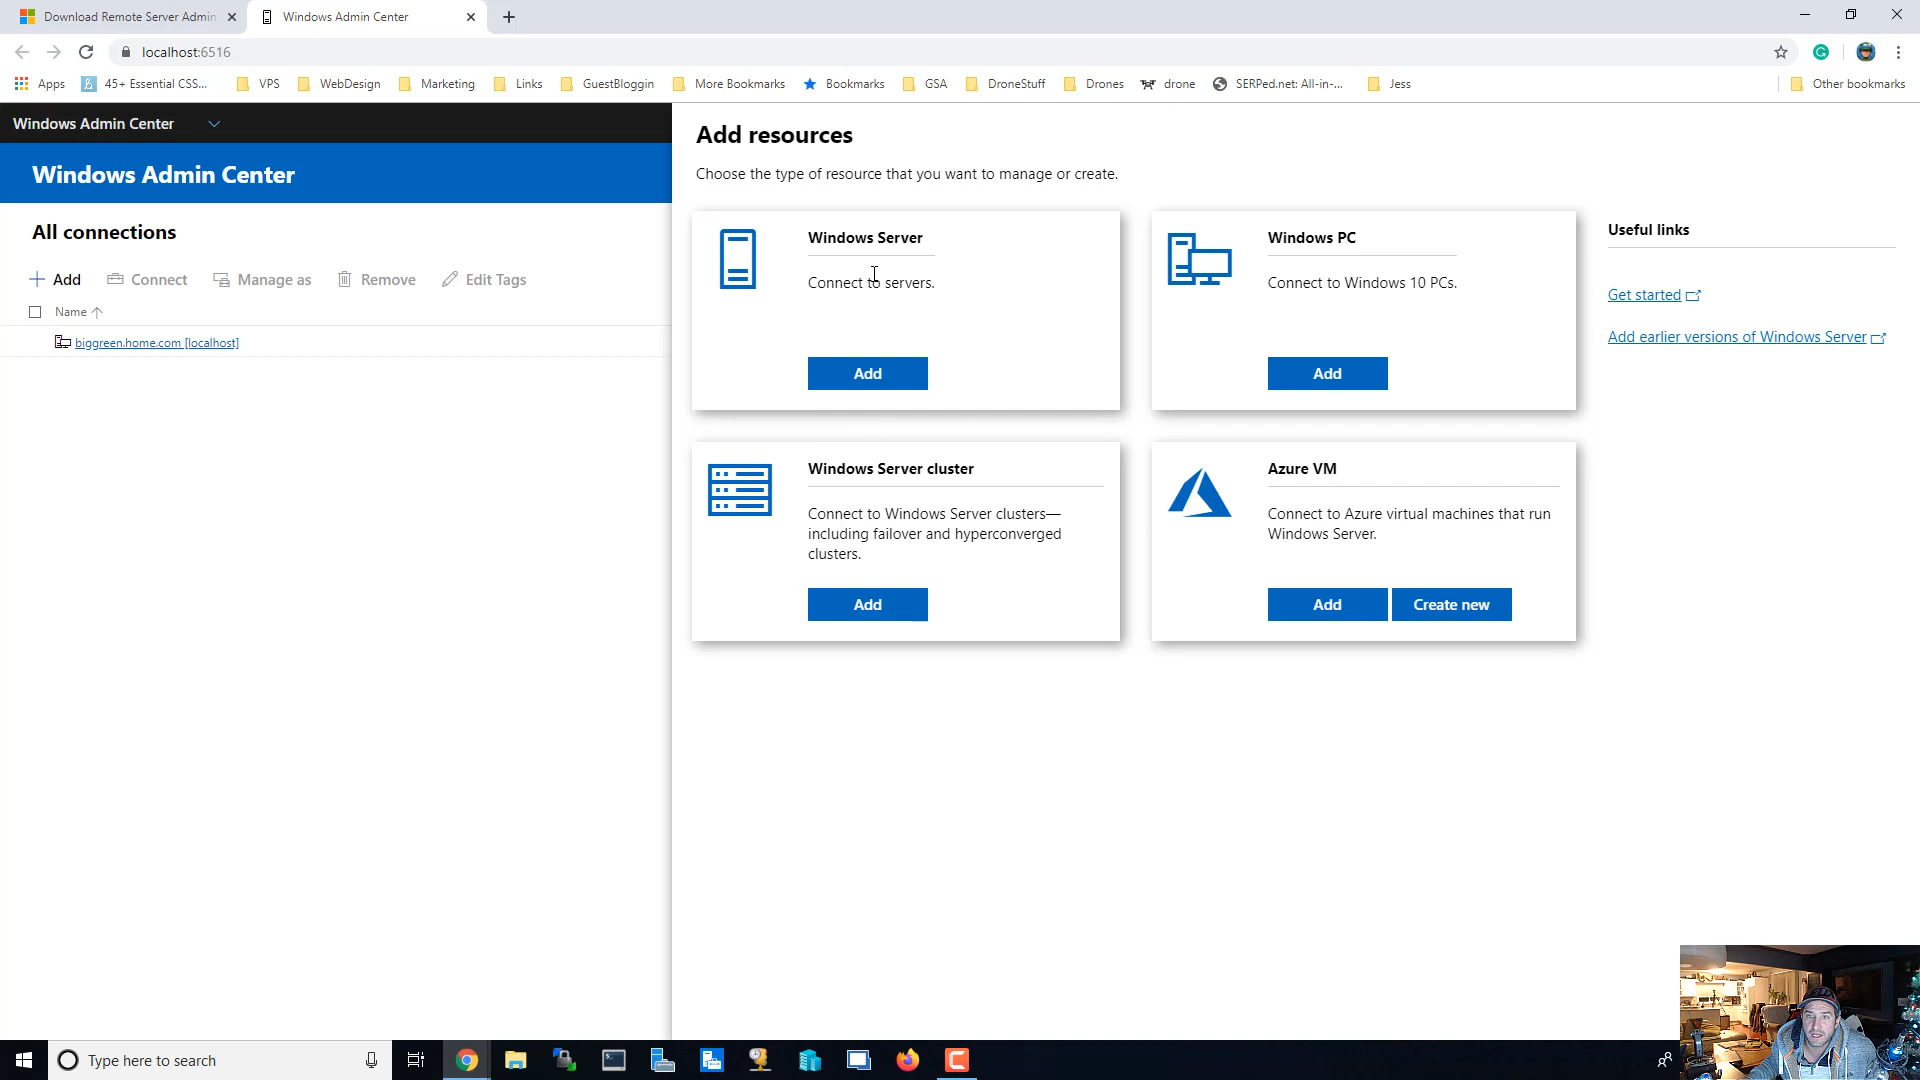 Download Remote Server Admin
Windows Admin Center
localhost:6516
Apps
45+ Essential CSS...
VPS
WebDesign
Marketing
Links
GuestBloggin
More Bookmarks
Bookmarks
GSA
DroneStuff
Drones
drone
SERPed.net: All-in-...
Jess
Other bookmarks
Windows Admin Center
Windows Admin Center
All connections
Add
Connect
Manage as
Remove
Edit Tags
Name
biggreen.home.com [localhost]
Add resources
Choose the type of resource that you want to manage or create.
Windows Server
Connect to servers.
Add
Windows PC
Connect to Windows 10 PCs.
Add
Windows Server cluster
Connect to Windows Server clusters—
including failover and hyperconverged
clusters.
Add
Azure VM
Connect to Azure virtual machines that run
Windows Server.
Add
Create new
Useful links
Get started
Add earlier versions of Windows Server
Type here to search